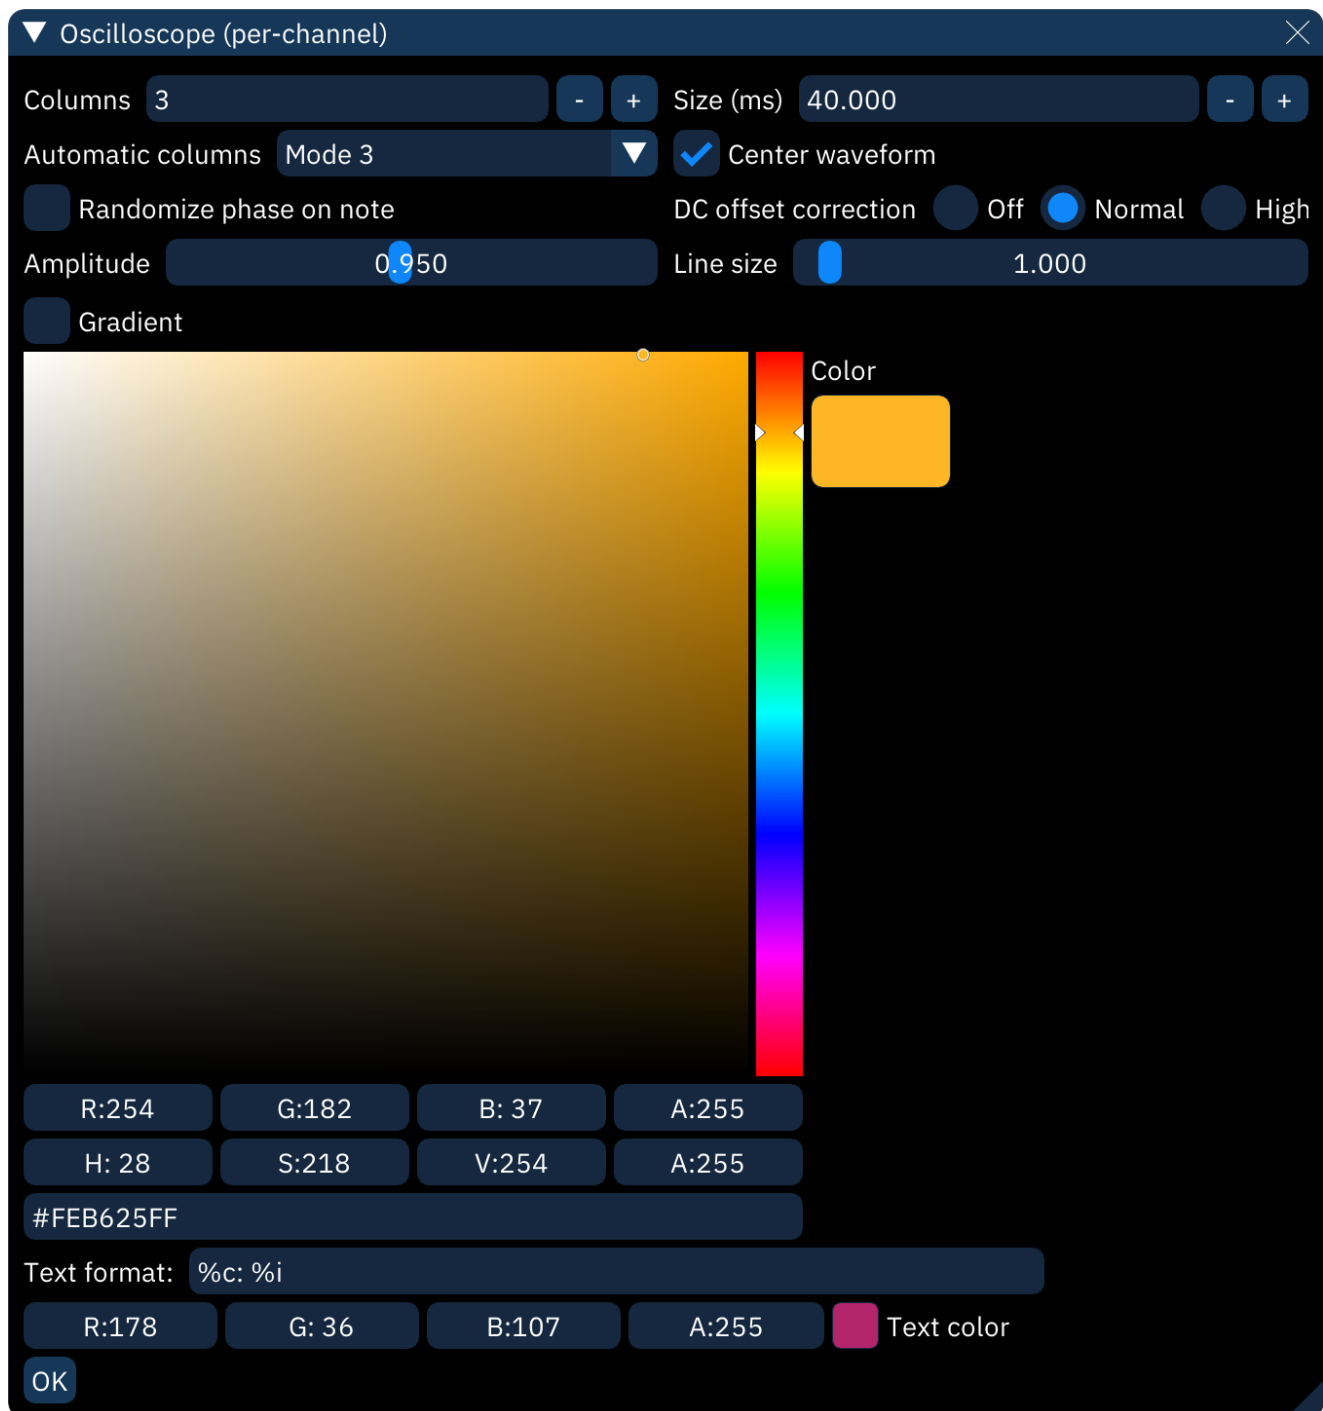 Oscilloscope (per-channel)
Columns 3 - + Size (ms) 40.000 - +
Automatic columns Mode 3 Center waveform
Randomize phase on note DC offset correction Off Normal High
Amplitude 0.950 Line size 1.000
Gradient
Color
R:254 G:182 B: 37 A:255
H: 28 S:218 V:254 A:255
#FEB625FF
Text format: %c: %i
R:178 G: 36 B:107 A:255 Text color
OK